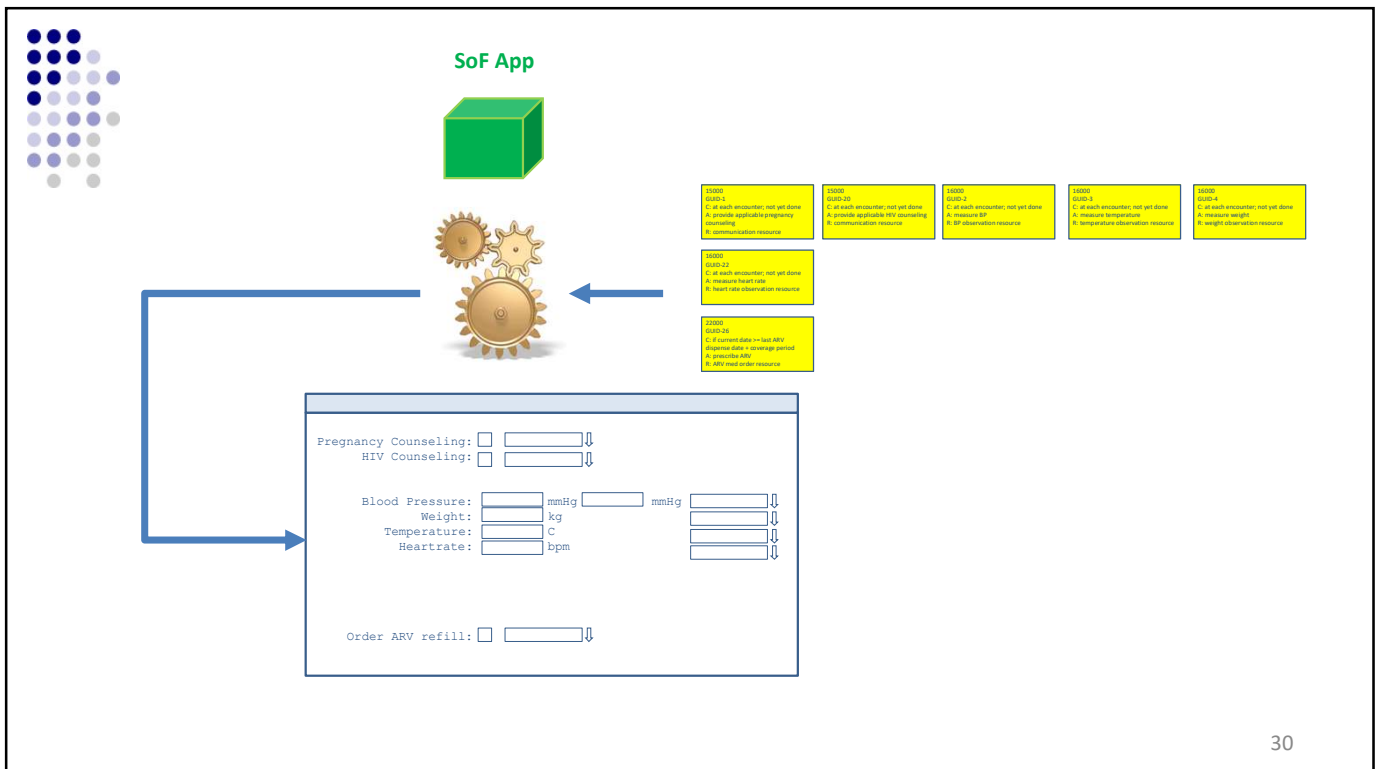 SoF App
15000
GUID-1
C: at each encounter; not yet done
A: provide applicable pregnancy
counseling
R: communication resource
15000
GUID-20
C: at each encounter; not yet done
A: provide applicable HIV counseling
R: communication resource
16000
GUID-2
C: at each encounter; not yet done
A: measure BP
R: BP observation resource
16000
GUID-3
C: at each encounter; not yet done
A: measure temperature
R: temperature observation resource
16000
GUID-4
C: at each encounter; not yet done
A: measure weight
R: weight observation resource
16000
GUID-22
C: at each encounter; not yet done
A: measure heart rate
R: heart rate observation resource
22000
GUID-26
C: if current date >= last ARV
dispense date + coverage period
A: prescribe ARV
R: ARV med order resource
Pregnancy Counseling:
HIV Counseling:
Blood Pressure: mmHg mmHg
Weight: kg
Temperature: C
Heartrate: bpm
Order ARV refill:
30